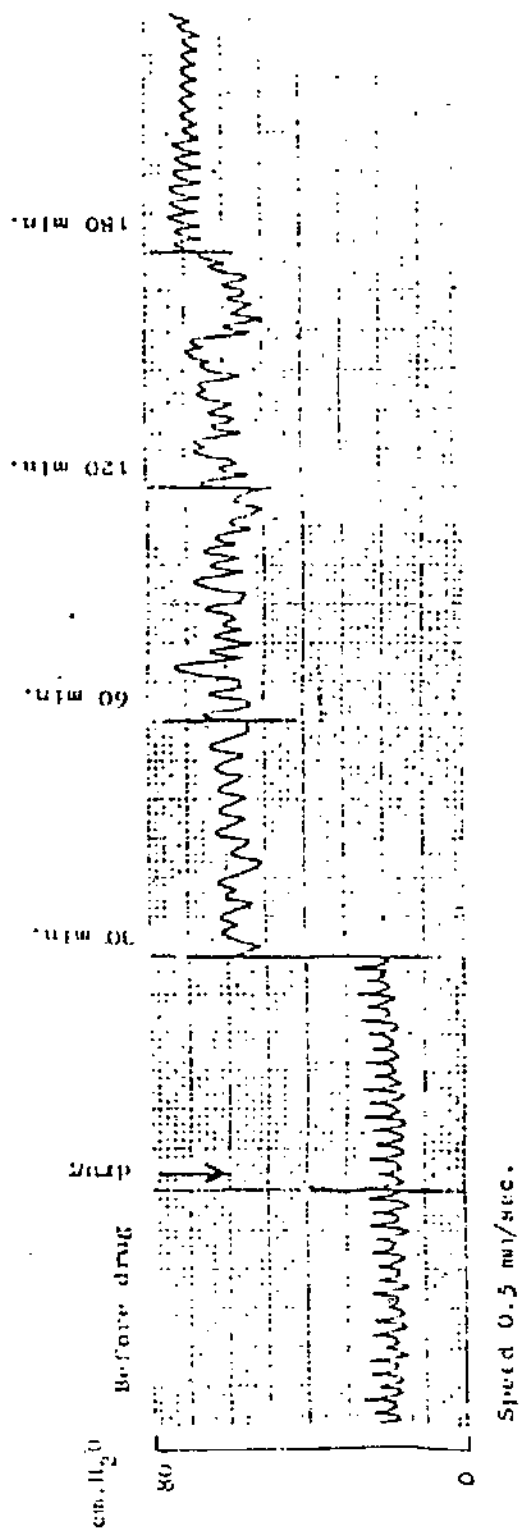 cm.H₂O
80
0
Before drug
drug
30 min.
60 min.
120 min.
180 min.
Speed 0.5 mm/sec.